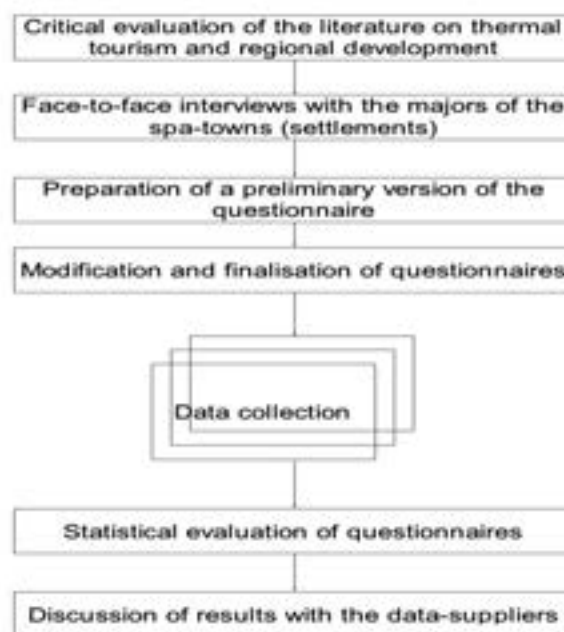 Critical evaluation of the literature on thermal
tourism and regional development
Face-to-face interviews with the majors of the
spa-towns (settlements)
Preparation of a preliminary version of the
questionnaire
Modification and finalisation of questionnaires
Data collection
Statistical evaluation of questionnaires
Discussion of results with the data-suppliers